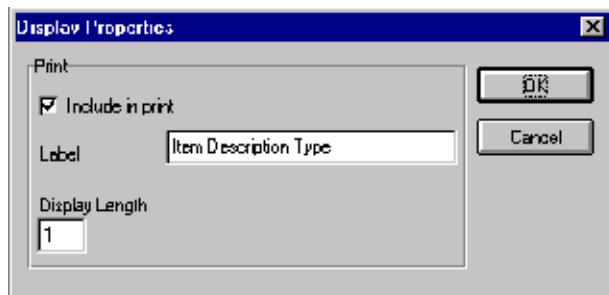 Display Properties
Print
OK
Include in print
Cancel
Label
Item Description Type
Display Length
1